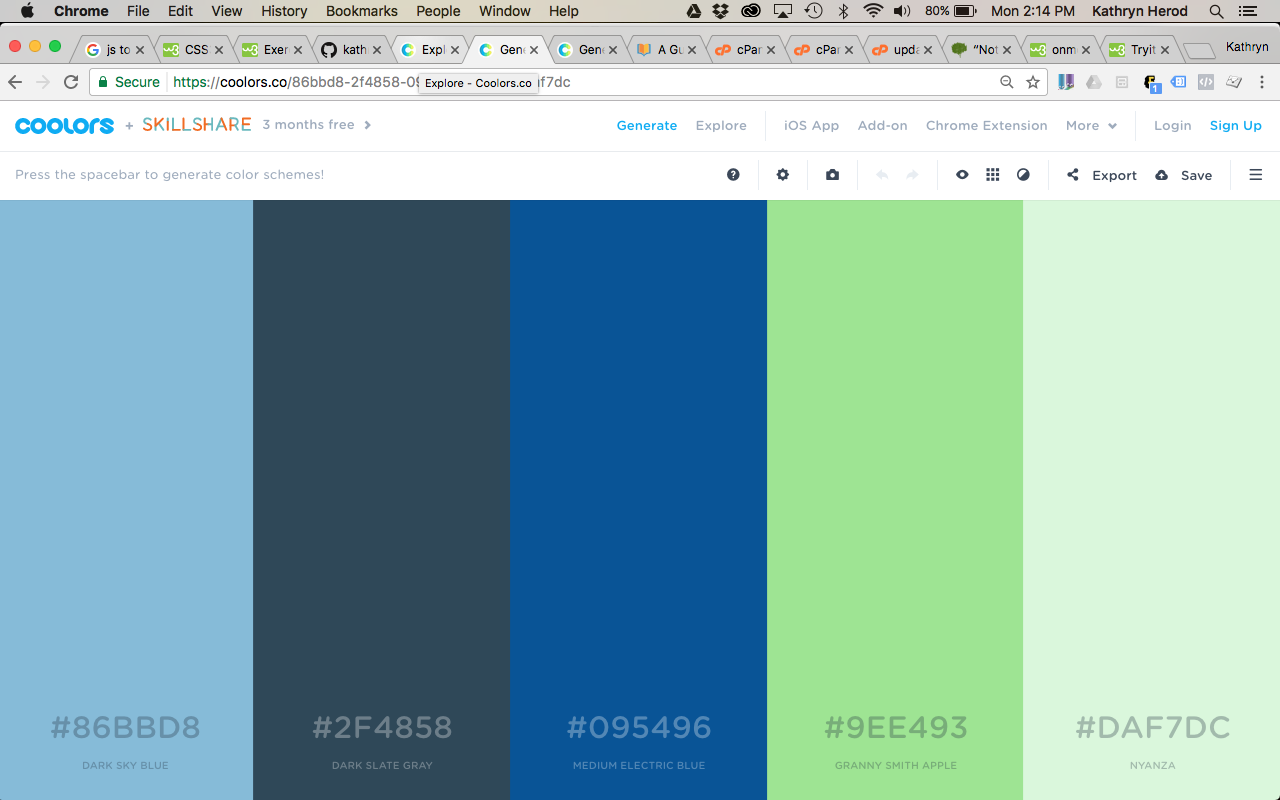 Chrome File Edit View History Bookmarks People Window Help 80% Mon 2:14 PM Kathryn Herod
js to CSS Exer kath Expl Gene Gene A Gu cPar cPar upda "Not onm Tryit Kathryn
Secure https://coolors.co/86bbd8-2f4858-09 f7dc
Explore - Coolors.co
1
coolors + SKILLSHARE 3 months free Generate Explore iOS App Add-on Chrome Extension More Login Sign Up
Press the spacebar to generate color schemes! Export Save
#86BBD8 #2F4858 #095496 #9EE493 #DAF7DC
DARK SKY BLUE DARK SLATE GRAY MEDIUM ELECTRIC BLUE GRANNY SMITH APPLE NYANZA